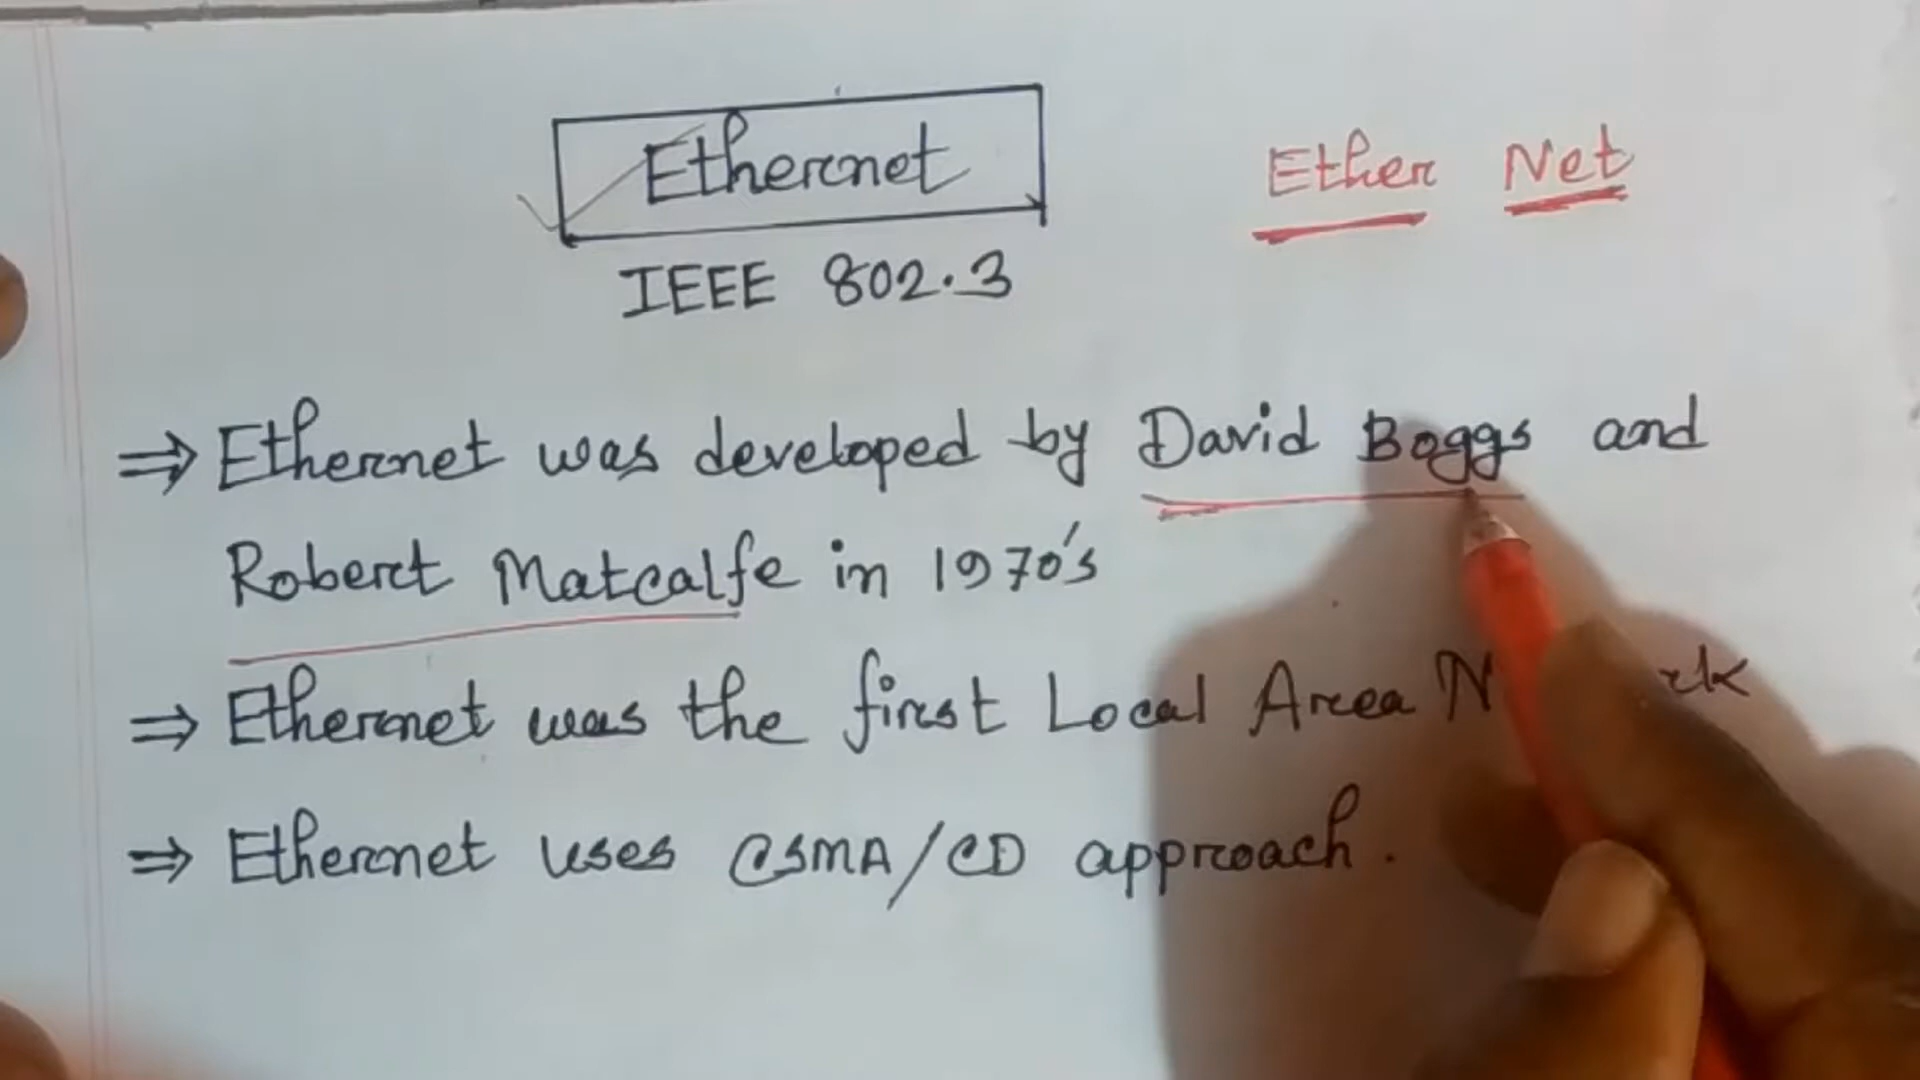 Ethernet
Ether Net
IEEE 802.3
⇒ Ethernet was developed by David Boggs and
Robert Matcalfe in 1970's
⇒ Ethernet was the first Local Area
⇒ Ethernet uses CSMA/CD approach.